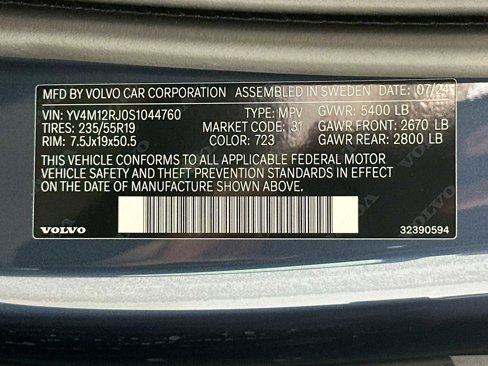 MFD BY VOLVO CAR CORPORATION ASSEMBLED IN SWEDEN DATE: 07/24
VIN: YV4M12RJ0S1044760 TYPE: MPV GVWR: 5400 LB
TIRES: 235/55R19 MARKET CODE: 31 GAWR FRONT: 2670 LB
RIM: 7.5Jx19x50.5 COLOR: 723 GAWR REAR: 2800 LB
THIS VEHICLE CONFORMS TO ALL APPLICABLE FEDERAL MOTOR
VEHICLE SAFETY AND THEFT PREVENTION STANDARDS IN EFFECT
ON THE DATE OF MANUFACTURE SHOWN ABOVE.
VOLVO 32390594